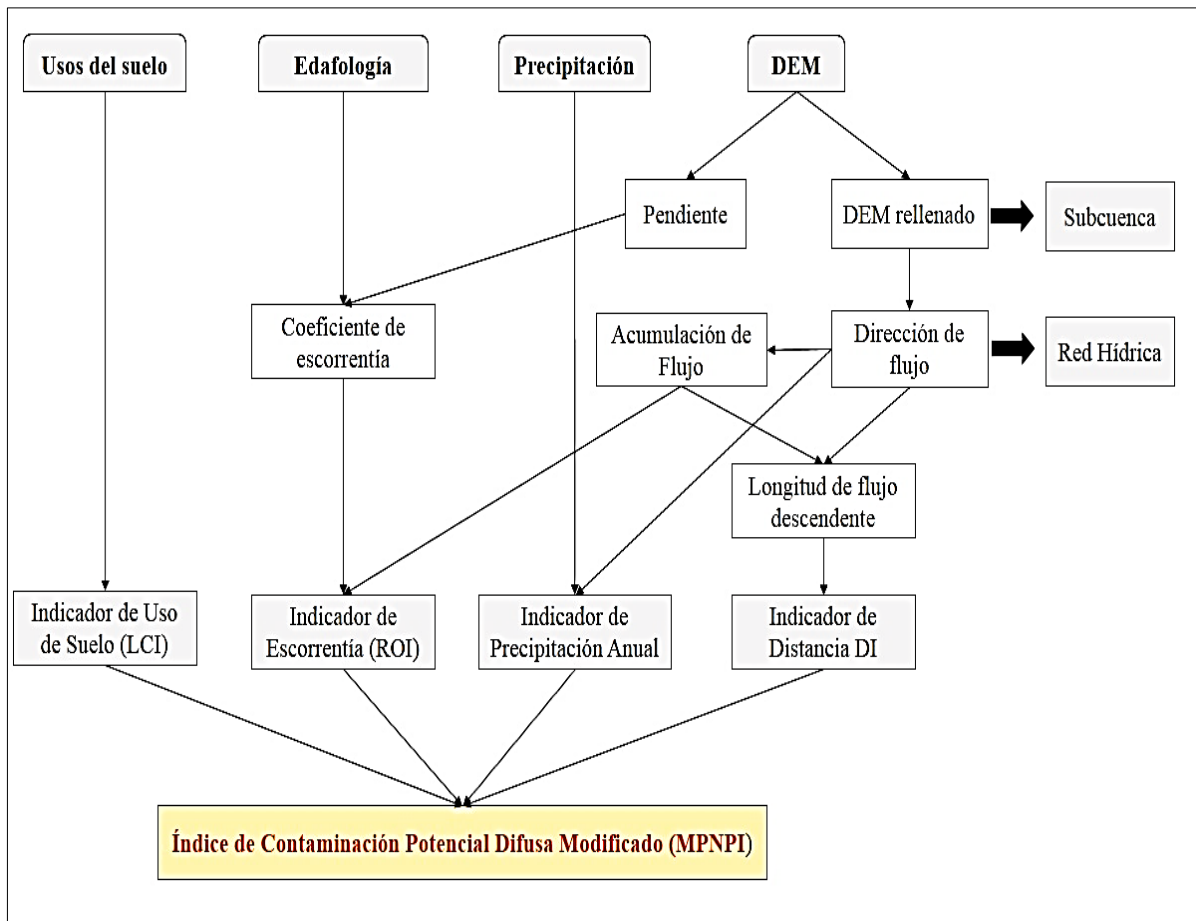 Usos del suelo
Edafología
Precipitación
DEM
Pendiente
DEM rellenado
Subcuenca
Coeficiente de
escorrentía
Acumulación de
Flujo
Dirección de
flujo
Red Hídrica
Longitud de flujo
descendente
Indicador de Uso
de Suelo (LCI)
Indicador de
Escorrentía (ROI)
Indicador de
Precipitación Anual
Indicador de
Distancia DI
Índice de Contaminación Potencial Difusa Modificado (MPNPI)